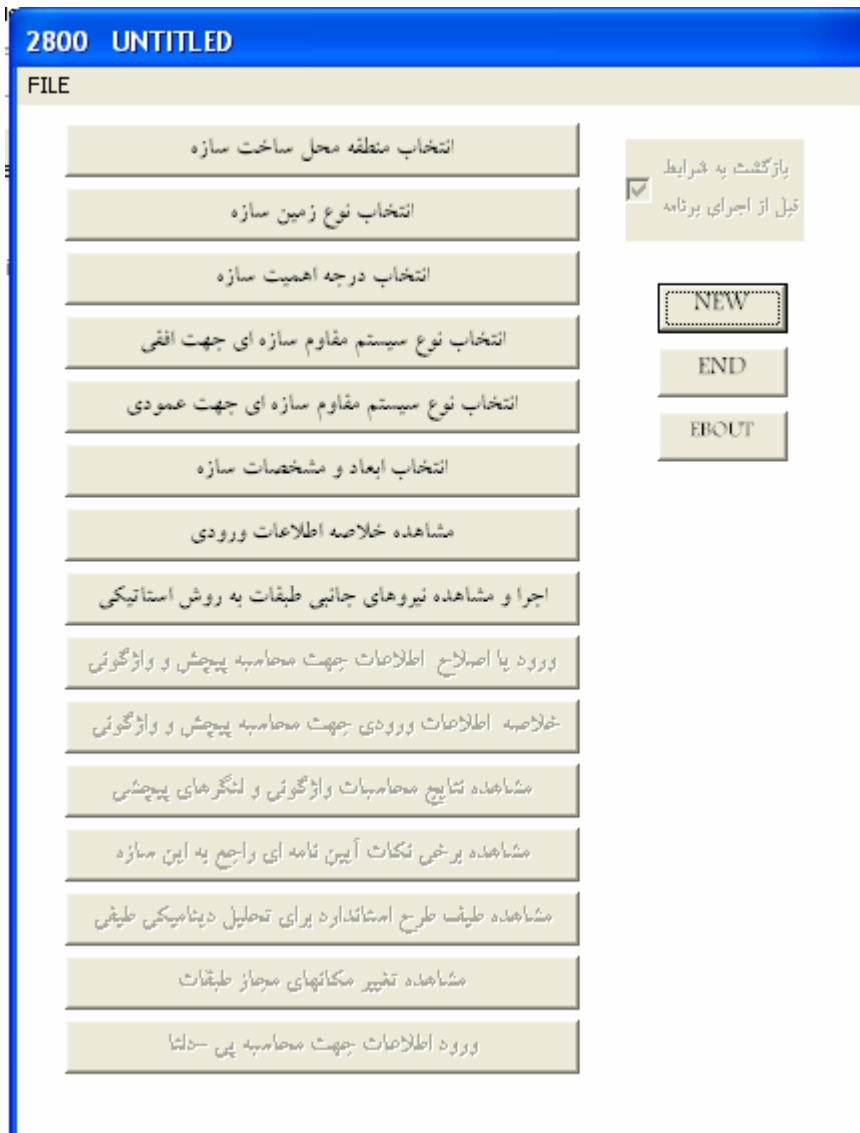 2800 UNTITLED
FILE
انتخاب منطقه محل ساخت سازه
انتخاب نوع زمین سازه
انتخاب درجه اهمیت سازه
انتخاب نوع سیستم مقاوم سازه ای جهت افقی
انتخاب نوع سیستم مقاوم سازه ای جهت عمودی
انتخاب ابعاد و مشخصات سازه
مشاهده خلاصه اطلاعات ورودی
اجرا و مشاهده نیروهای جانبی طبقات به روش استاتیکی
ورود یا اصلاح اطلاعات جهت محاسبه پیچش و واژگونی
خلاصه اطلاعات ورودی جهت محاسبه پیچش و واژگونی
مشاهده نتایج محاسبات واژگونی و لنگرهای پیچشی
مشاهده برخی نکات آیین نامه ای راجع به این سازه
مشاهده طیف طرح استاندارد برای تحلیل دینامیکی طیفی
مشاهده تغییر مکانهای مجاز طبقات
ورود اطلاعات جهت محاسبه پی -دلتا
بازگشت به شرایط
قبل از اجرای برنامه
NEW
END
EBOUT